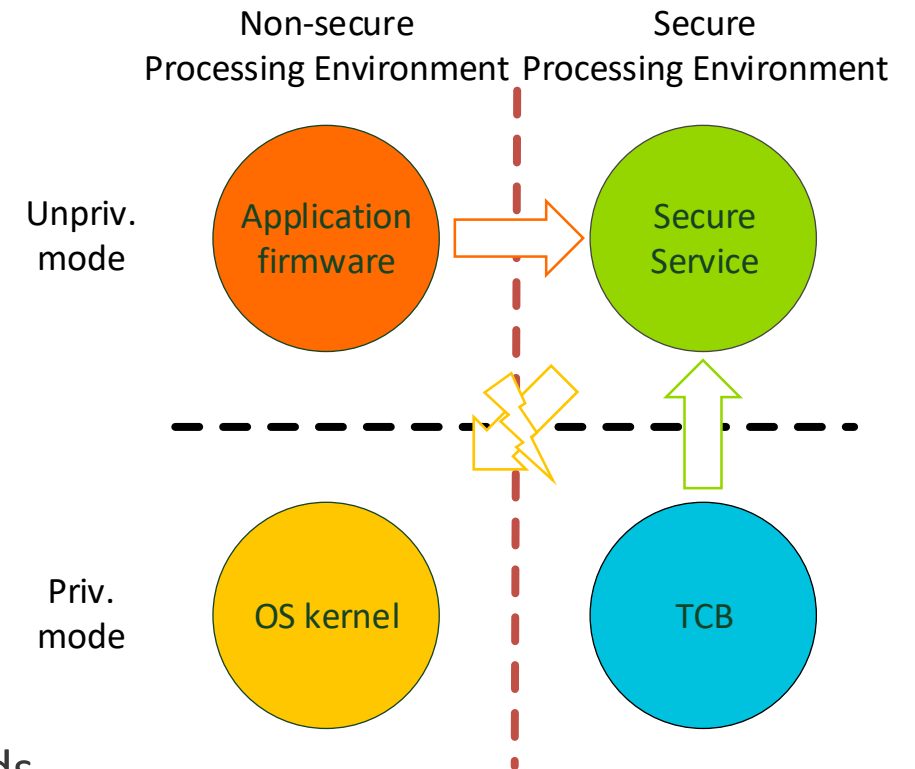 Non-secure
Processing Environment
Secure
Processing Environment
Unpriv.
mode
Application
firmware
Secure
Service
Priv.
mode
OS kernel
TCB